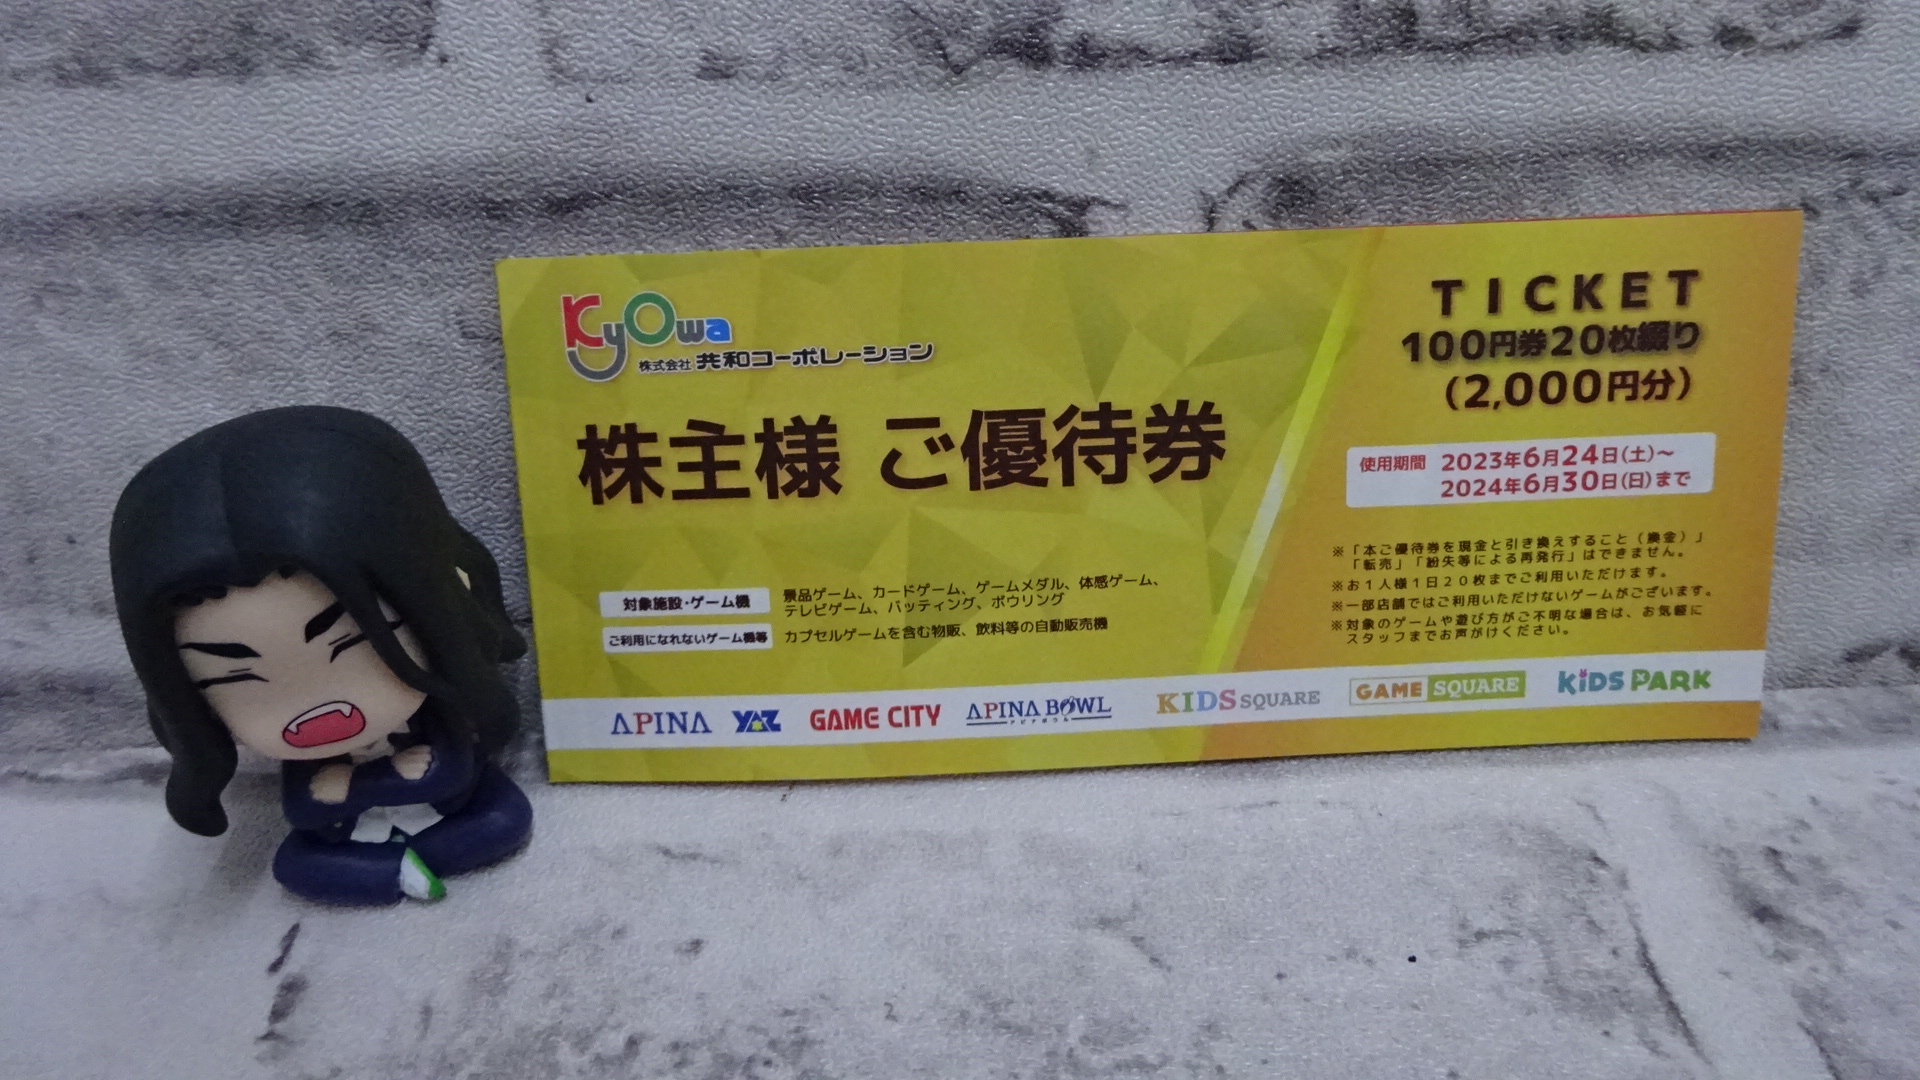 KyOwa
株式会社 共和コーポレーション
株主様 ご優待券
対象施設・ゲーム機
景品ゲーム、カードゲーム、ゲームメダル、体感ゲーム、
テレビゲーム、バッティング、ボウリング
ご利用になれないゲーム機等
カプセルゲームを含む物販、飲料等の自動販売機
TICKET
100円券20枚綴り
(2,000円分)
使用期間 2023年6月24日(土)～
2024年6月30日(日)まで
※「本ご優待券を現金と引き換えすること(換金)」
「転売」「紛失等による再発行」はできません。
※お1人様1日20枚までご利用いただけます。
※一部店舗ではご利用いただけないゲームがございます。
※対象のゲームや遊び方がご不明な場合は、お気軽に
スタッフまでお声がけください。
APINA YAZ GAME CITY APINA BOWL KIDS SQUARE GAME SQUARE KiDS PARK
アピナボウル